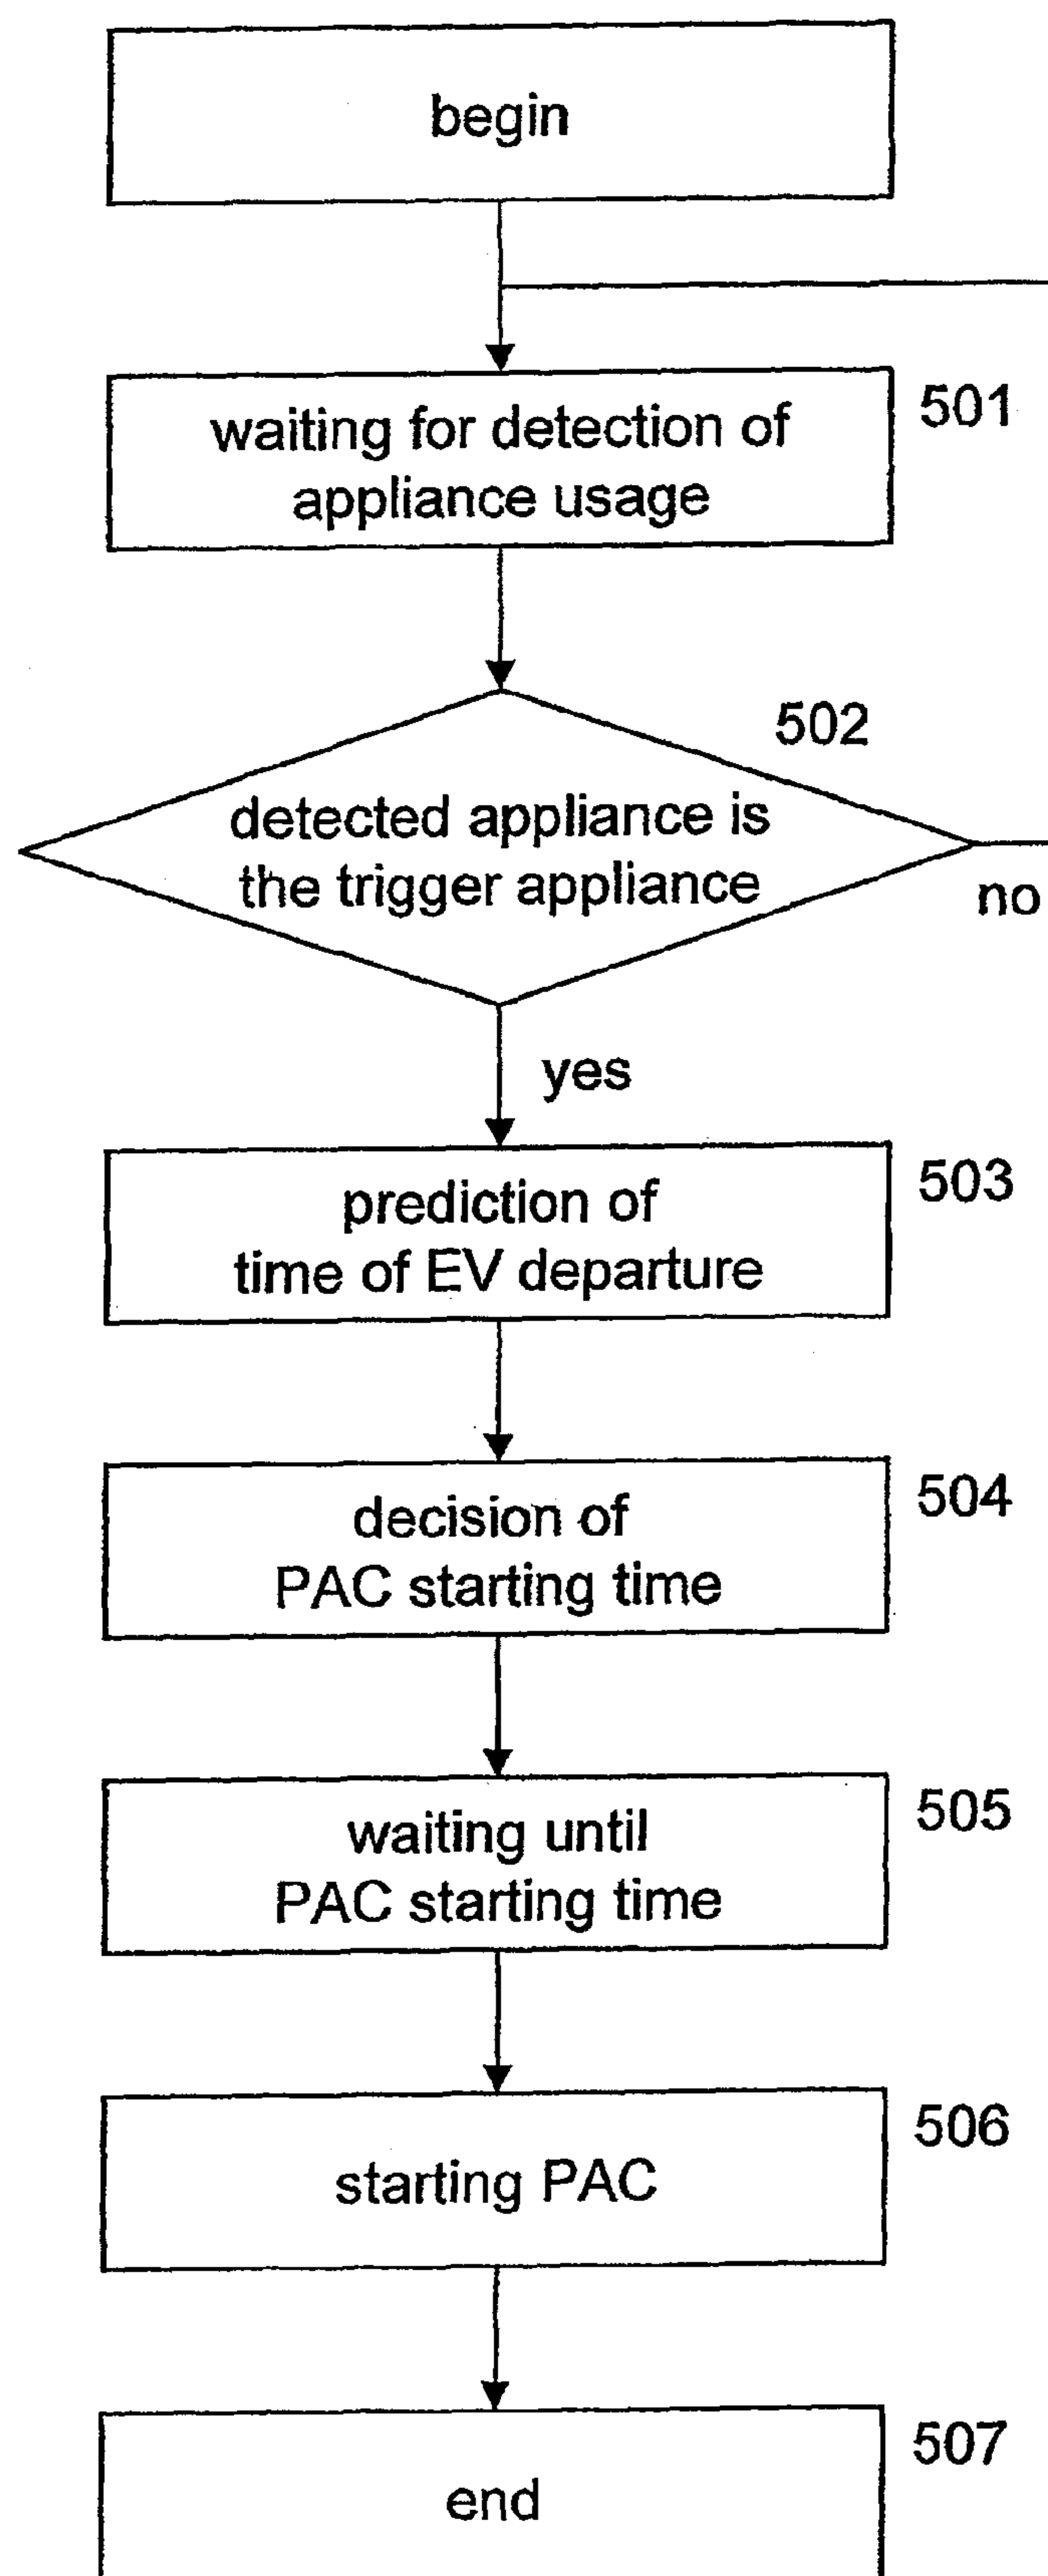 begin
501
waiting for detection of
appliance usage
502
detected appliance is
the trigger appliance
no
yes
503
prediction of
time of EV departure
504
decision of
PAC starting time
505
waiting until
PAC starting time
506
starting PAC
507
end